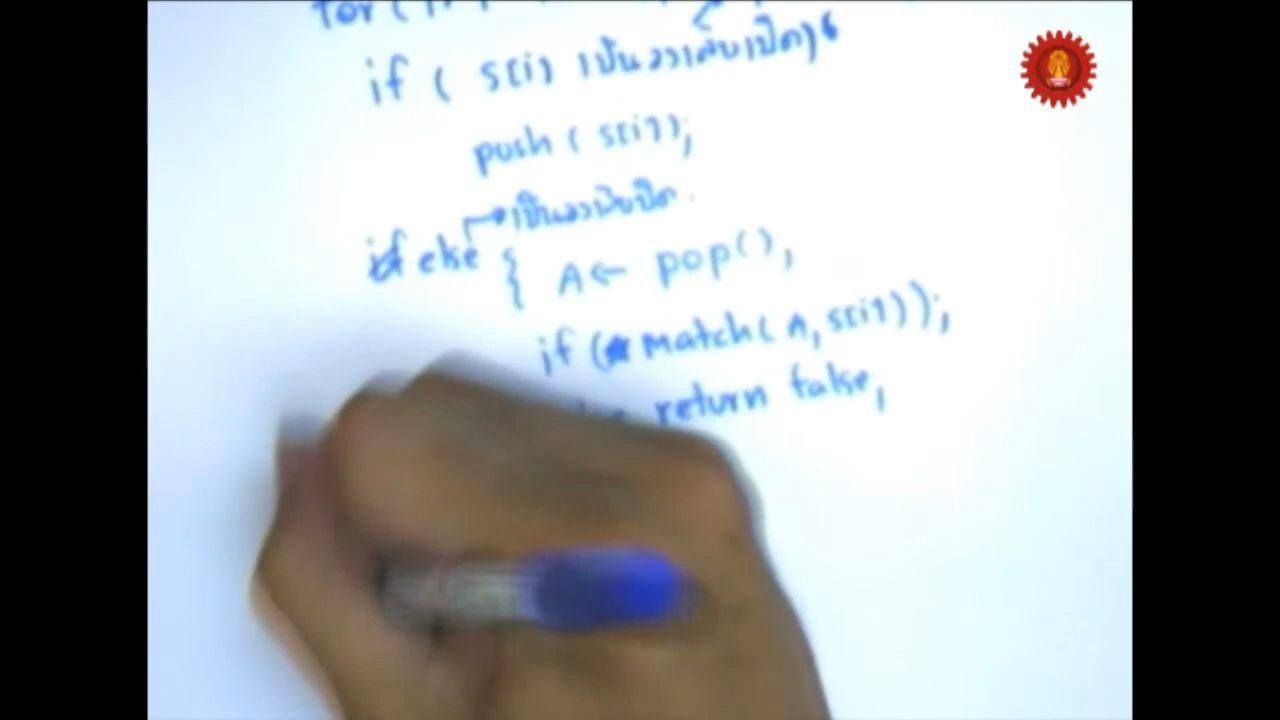 for (
if ( s[i] เป็นวงเล็บเปิด)
push ( s[i]);
เป็นวงเล็บปิด
else { A ← pop();
if ( Match( A, s[i]));
return false;